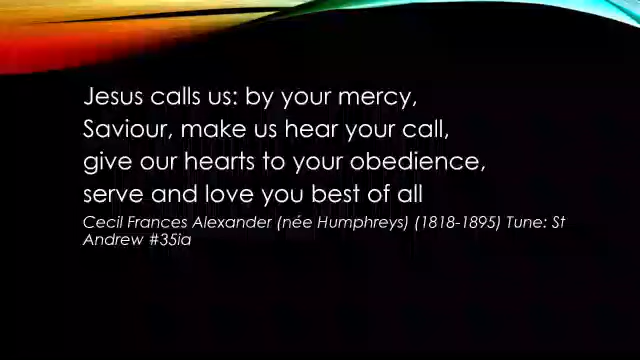 Jesus calls us: by your mercy,
Saviour, make us hear your call,
give our hearts to your obedience,
serve and love you best of all
Cecil Frances Alexander (née Humphreys) (1818-1895) Tune: St
Andrew #35ia